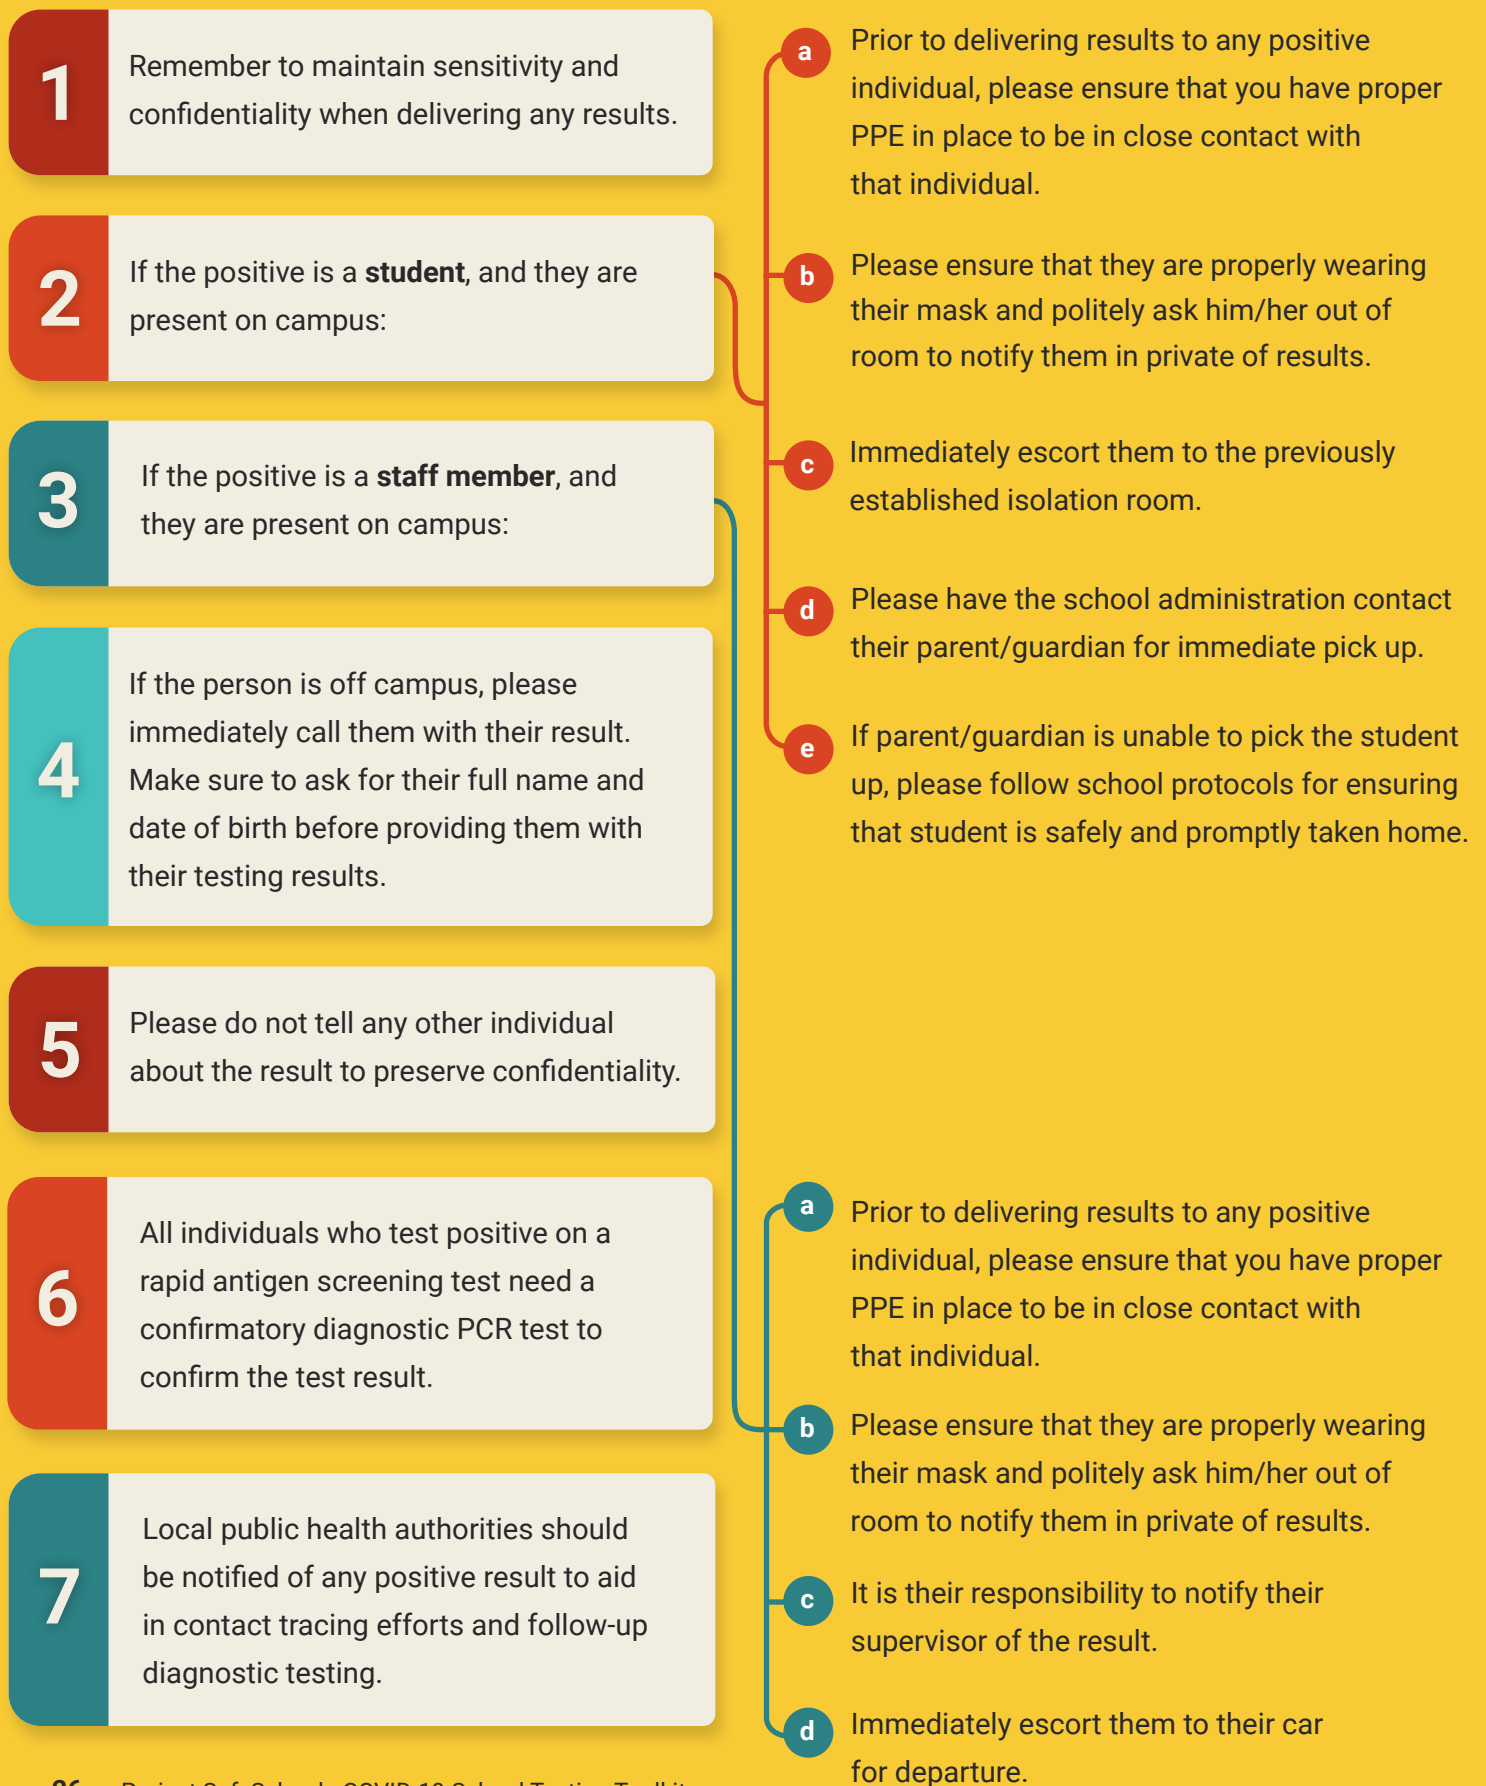 1
Remember to maintain sensitivity and
confidentiality when delivering any results.
2
If the positive is a student, and they are
present on campus:
a
Prior to delivering results to any positive
individual, please ensure that you have proper
PPE in place to be in close contact with
that individual.
b
Please ensure that they are properly wearing
their mask and politely ask him/her out of
room to notify them in private of results.
c
Immediately escort them to the previously
established isolation room.
d
Please have the school administration contact
their parent/guardian for immediate pick up.
e
If parent/guardian is unable to pick the student
up, please follow school protocols for ensuring
that student is safely and promptly taken home.
3
If the positive is a staff member, and
they are present on campus:
a
Prior to delivering results to any positive
individual, please ensure that you have proper
PPE in place to be in close contact with
that individual.
b
Please ensure that they are properly wearing
their mask and politely ask him/her out of
room to notify them in private of results.
c
It is their responsibility to notify their
supervisor of the result.
d
Immediately escort them to their car
for departure.
4
If the person is off campus, please
immediately call them with their result.
Make sure to ask for their full name and
date of birth before providing them with
their testing results.
5
Please do not tell any other individual
about the result to preserve confidentiality.
6
All individuals who test positive on a
rapid antigen screening test need a
confirmatory diagnostic PCR test to
confirm the test result.
7
Local public health authorities should
be notified of any positive result to aid
in contact tracing efforts and follow-up
diagnostic testing.
COVID-19 School Testing Toolkit